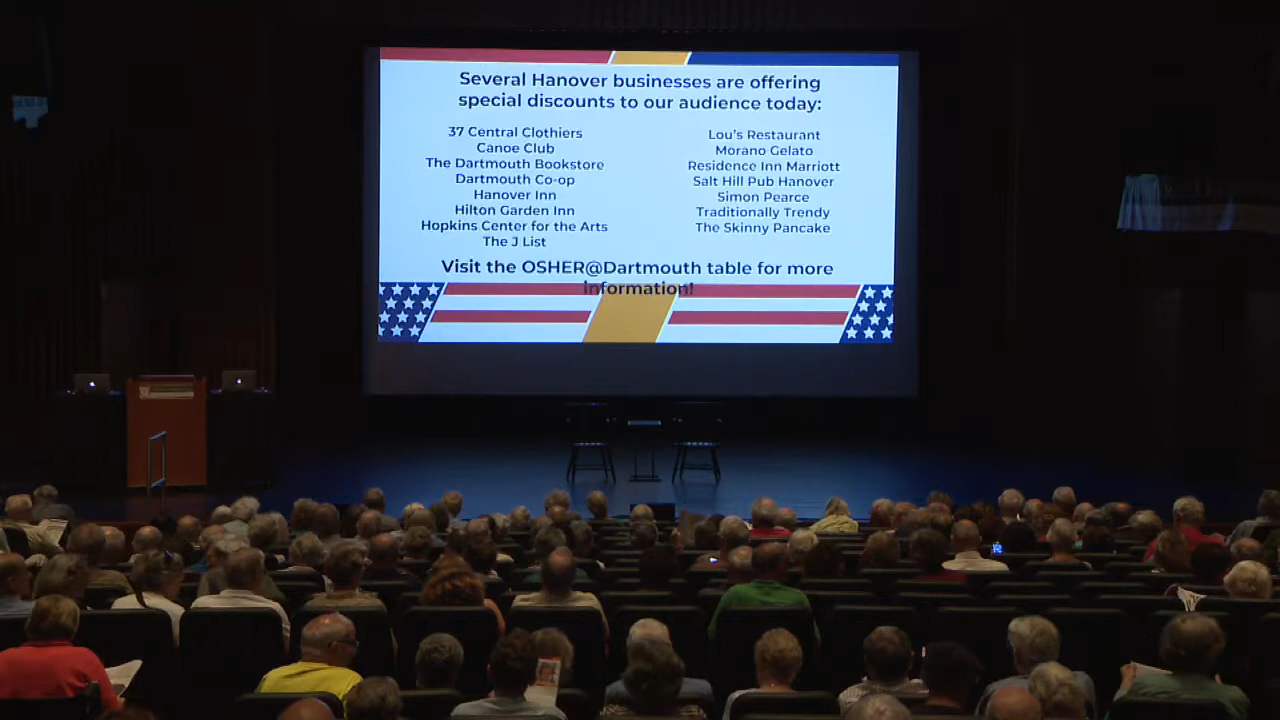 Several Hanover businesses are offering
special discounts to our audience today:
37 Central Clothiers
Canoe Club
The Dartmouth Bookstore
Dartmouth Co-op
Hanover Inn
Hilton Garden Inn
Hopkins Center for the Arts
The J List
Lou's Restaurant
Morano Gelato
Residence Inn Marriott
Salt Hill Pub Hanover
Simon Pearce
Traditionally Trendy
The Skinny Pancake
Visit the OSHER@Dartmouth table for more
information!